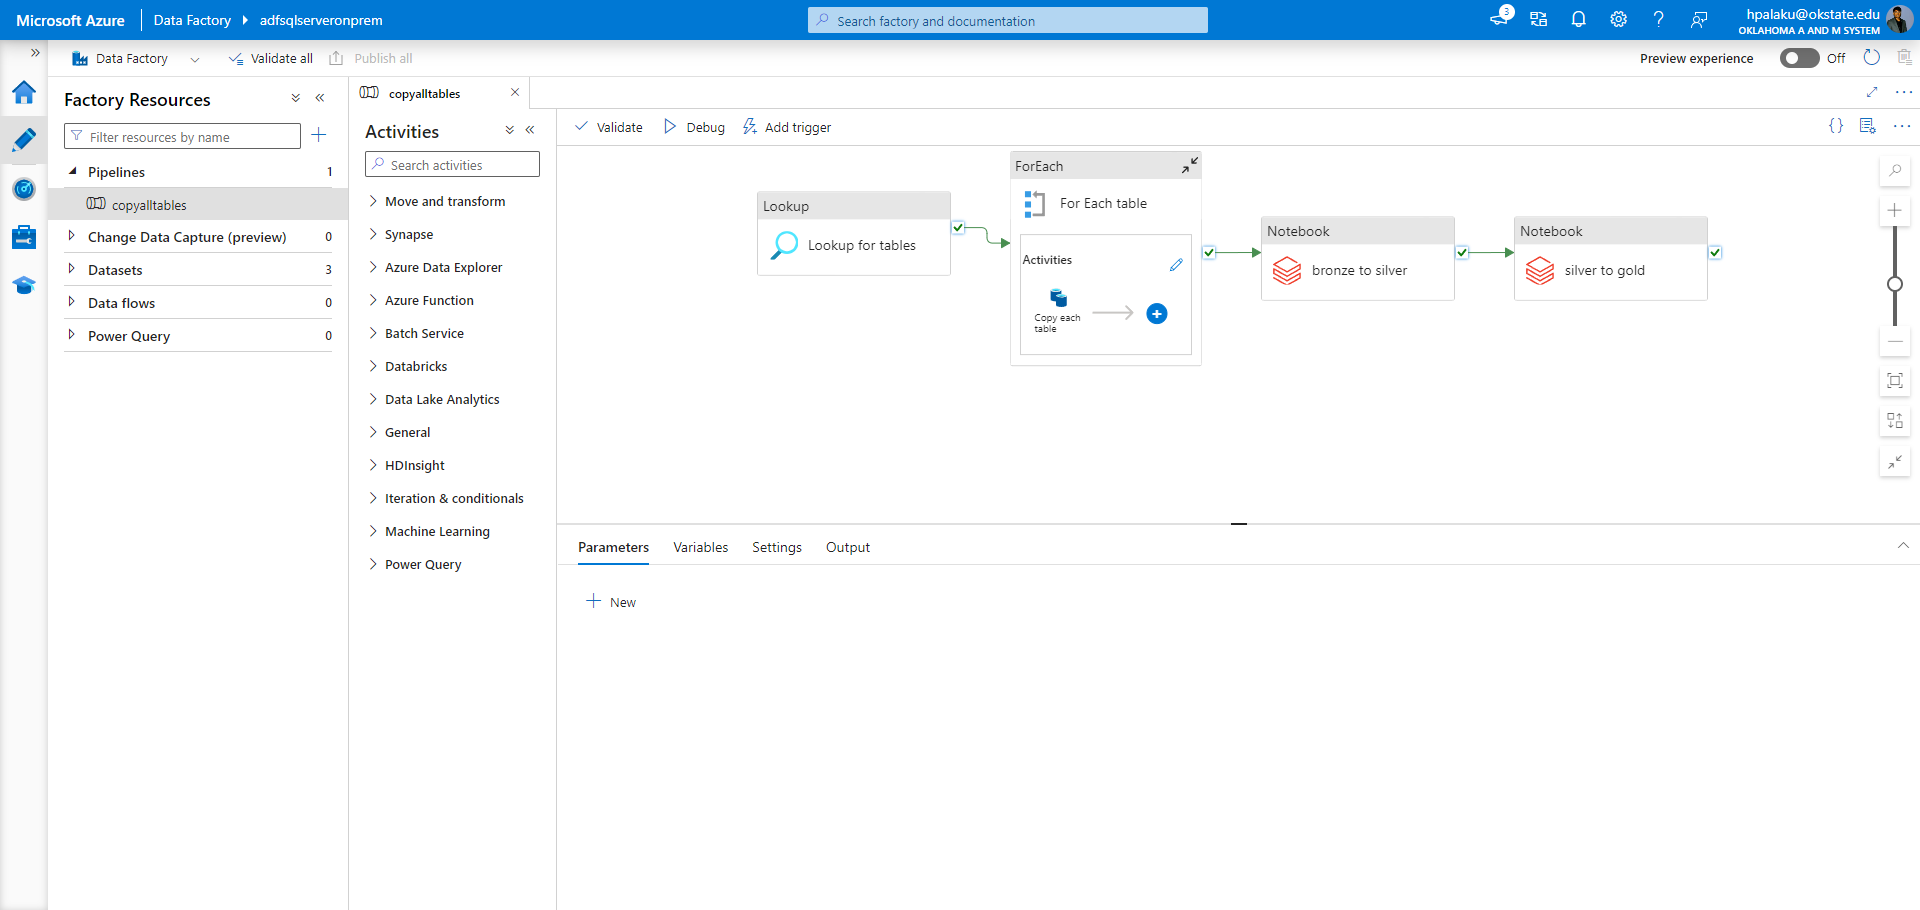 Microsoft Azure
Data Factory
adfsqlserveronprem
Search factory and documentation
3
hpalaku@okstate.edu
OKLAHOMA A AND M SYSTEM
Data Factory
Validate all
Publish all
Preview experience
Off
Factory Resources
Filter resources by name
Pipelines 1
copyalltables
Change Data Capture (preview) 0
Datasets 3
Data flows 0
Power Query 0
copyalltables
Activities
Search activities
Move and transform
Synapse
Azure Data Explorer
Azure Function
Batch Service
Databricks
Data Lake Analytics
General
HDInsight
Iteration & conditionals
Machine Learning
Power Query
Validate
Debug
Add trigger
Lookup
Lookup for tables
ForEach
For Each table
Activities
Copy each
table
Notebook
bronze to silver
Notebook
silver to gold
Parameters
Variables
Settings
Output
New